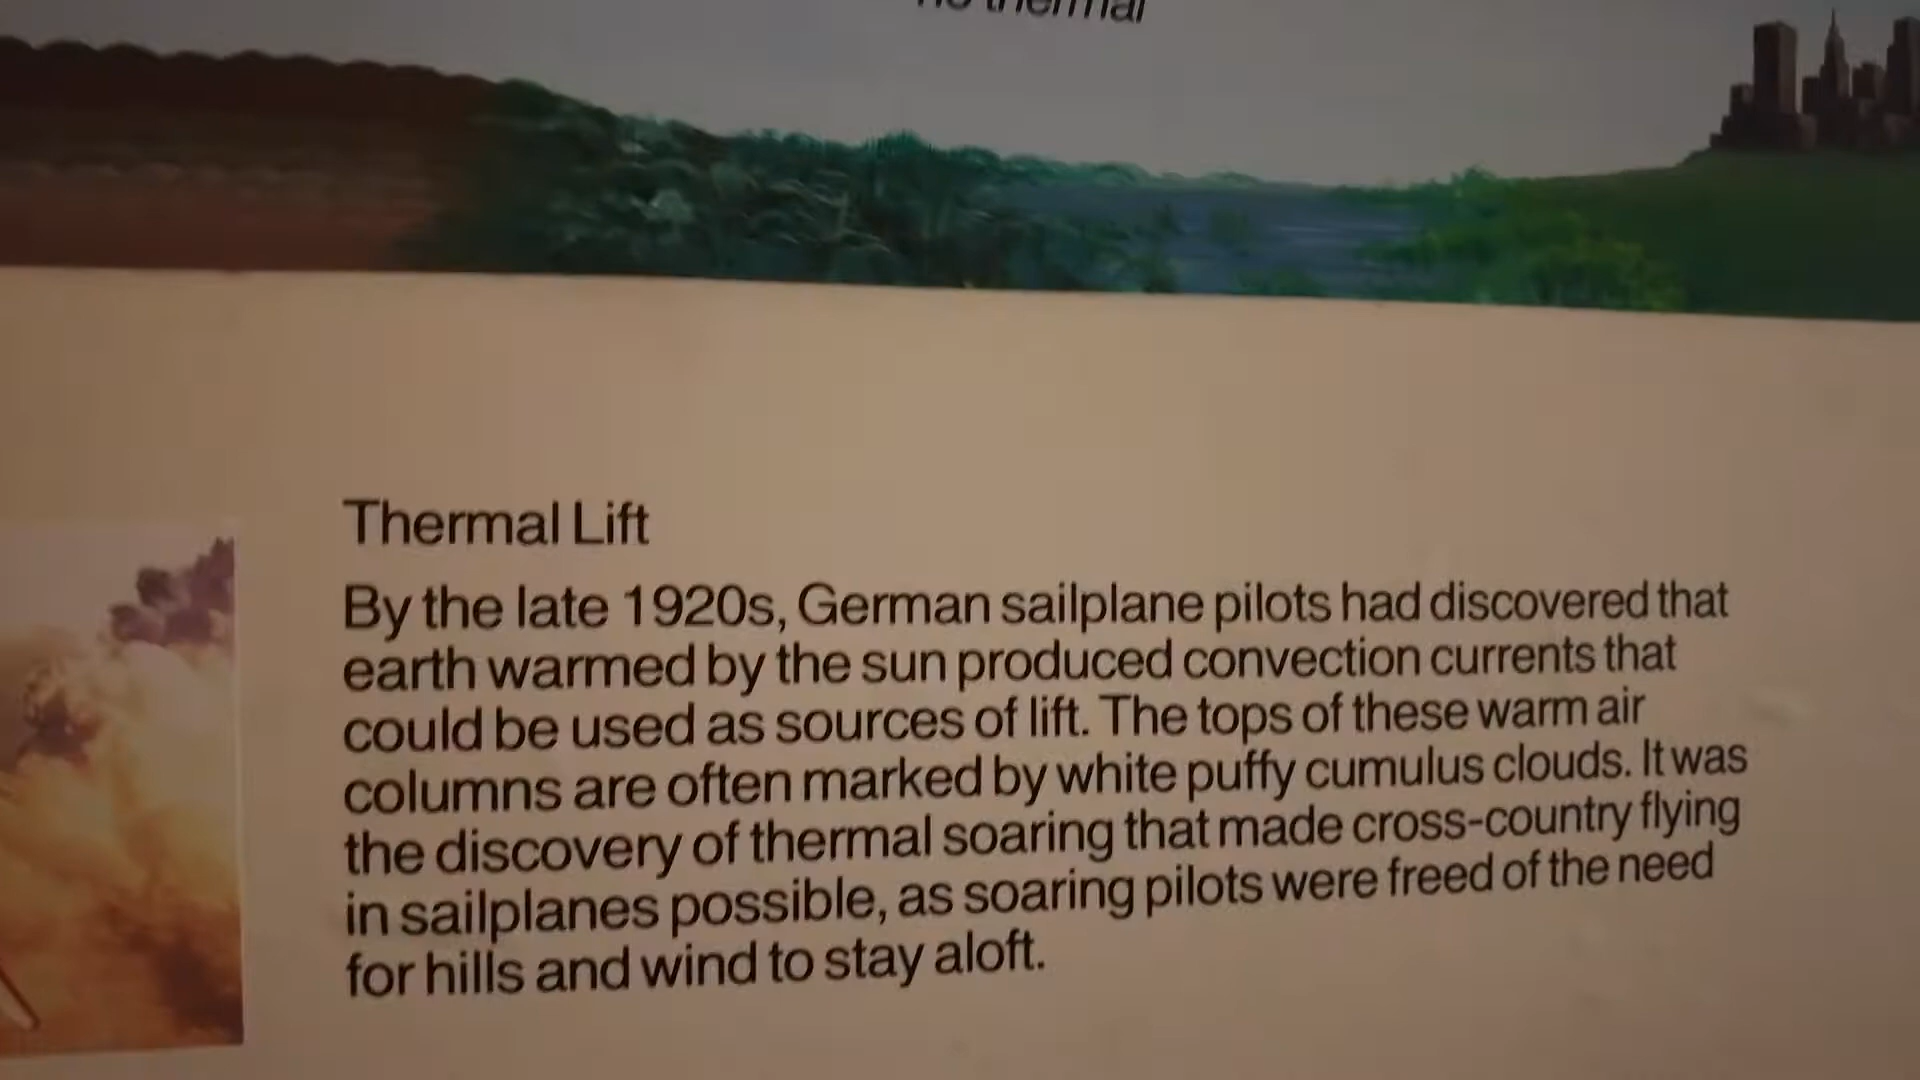 no thermal
Thermal Lift
By the late 1920s, German sailplane pilots had discovered that
earth warmed by the sun produced convection currents that
could be used as sources of lift. The tops of these warm air
columns are often marked by white puffy cumulus clouds. It was
the discovery of thermal soaring that made cross-country flying
in sailplanes possible, as soaring pilots were freed of the need
for hills and wind to stay aloft.